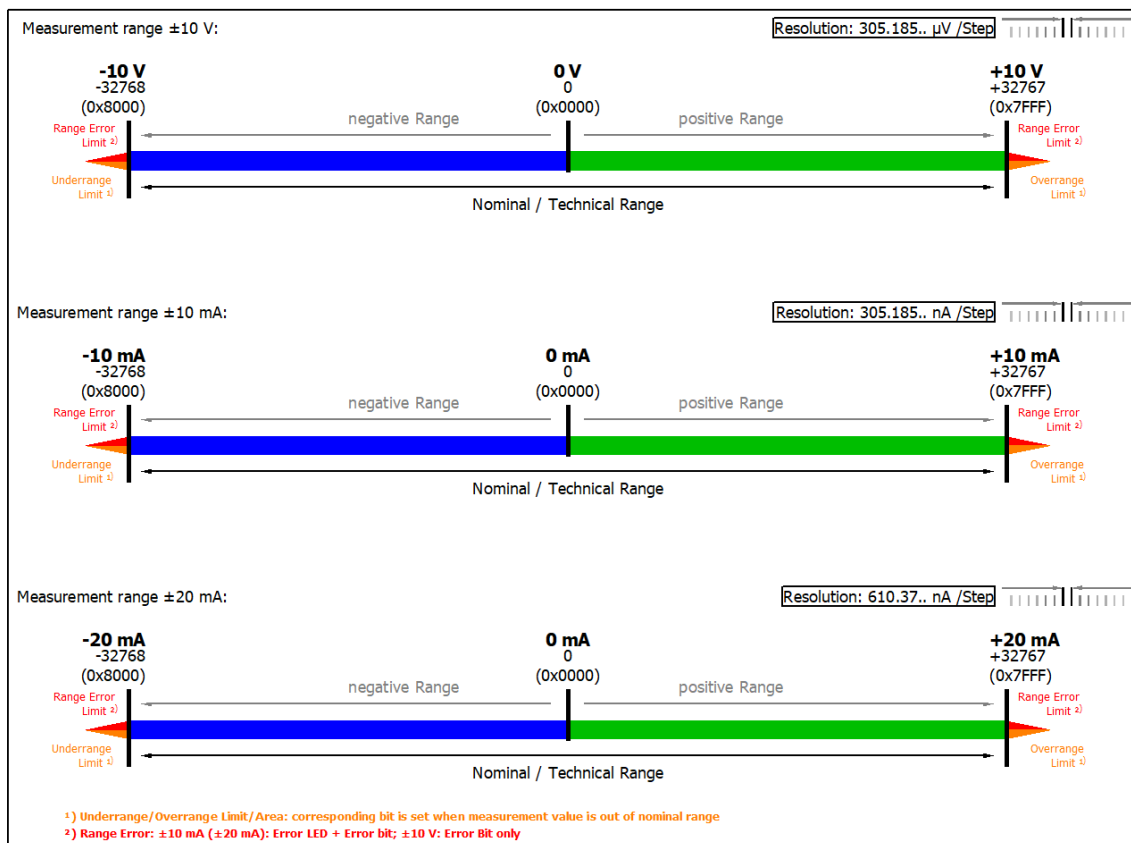 Measurement range ±10 V:
Resolution: 305.185.. µV /Step
-10 V
0 V
+10 V
-32768
0
+32767
(0x8000)
(0x0000)
(0x7FFF)
Range Error
Limit ²⁾
negative Range
positive Range
Range Error
Limit ²⁾
Underrange
Limit ¹⁾
Overrange
Limit ¹⁾
Nominal / Technical Range
Measurement range ±10 mA:
Resolution: 305.185.. nA /Step
-10 mA
0 mA
+10 mA
-32768
0
+32767
(0x8000)
(0x0000)
(0x7FFF)
Range Error
Limit ²⁾
negative Range
positive Range
Range Error
Limit ²⁾
Underrange
Limit ¹⁾
Overrange
Limit ¹⁾
Nominal / Technical Range
Measurement range ±20 mA:
Resolution: 610.37.. nA /Step
-20 mA
0 mA
+20 mA
-32768
0
+32767
(0x8000)
(0x0000)
(0x7FFF)
Range Error
Limit ²⁾
negative Range
positive Range
Range Error
Limit ²⁾
Underrange
Limit ¹⁾
Overrange
Limit ¹⁾
Nominal / Technical Range
¹) Underrange/Overrange Limit/Area: corresponding bit is set when measurement value is out of nominal range
²) Range Error: ±10 mA (±20 mA): Error LED + Error bit; ±10 V: Error Bit only